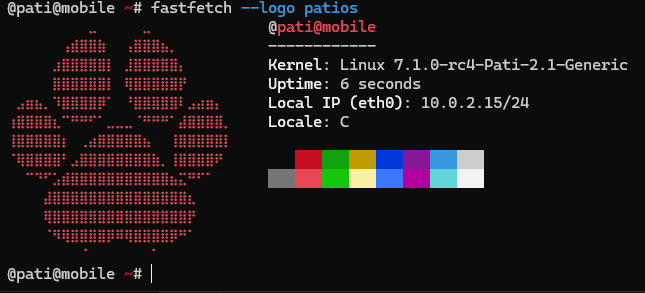 @pati@mobile ~# fastfetch --logo patios
@pati@mobile
------------
Kernel: Linux 7.1.0-rc4-Pati-2.1-Generic
Uptime: 6 seconds
Local IP (eth0): 10.0.2.15/24
Locale: C
@pati@mobile ~#